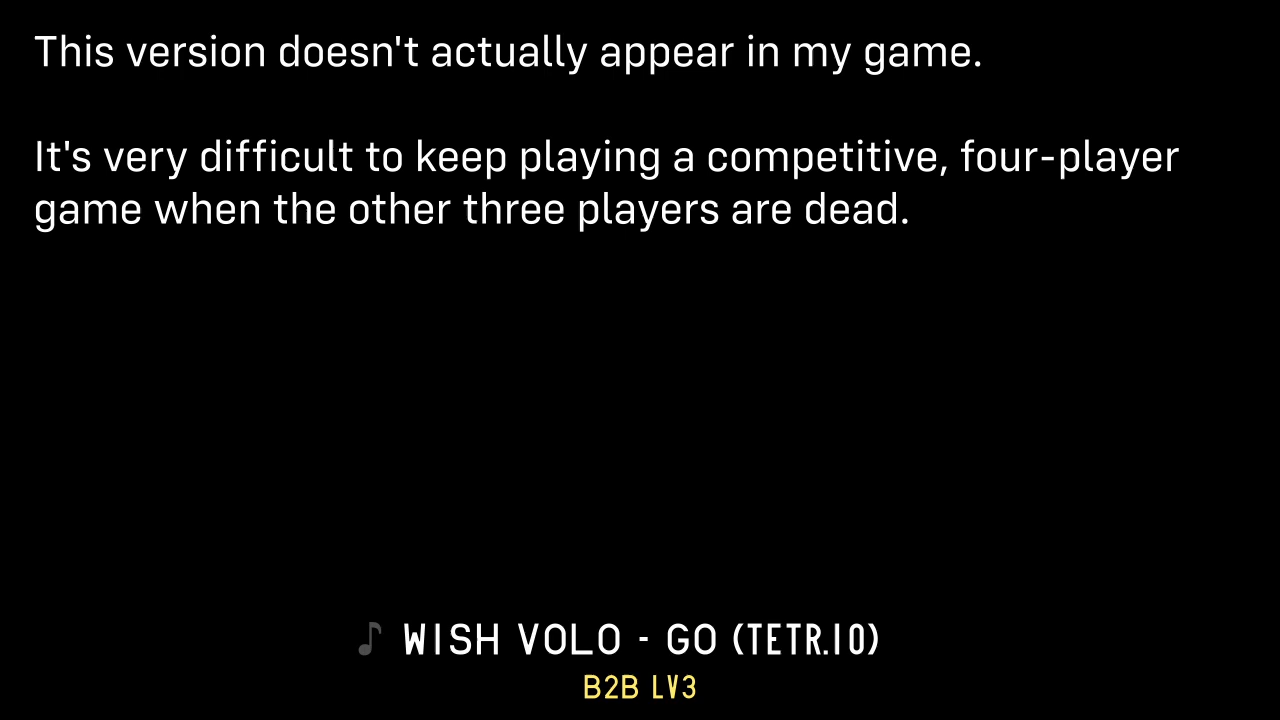 This version doesn't actually appear in my game.
It's very difficult to keep playing a competitive, four-player
game when the other three players are dead.
WISH VOLO - GO (TETR.IO)
B2B LV3